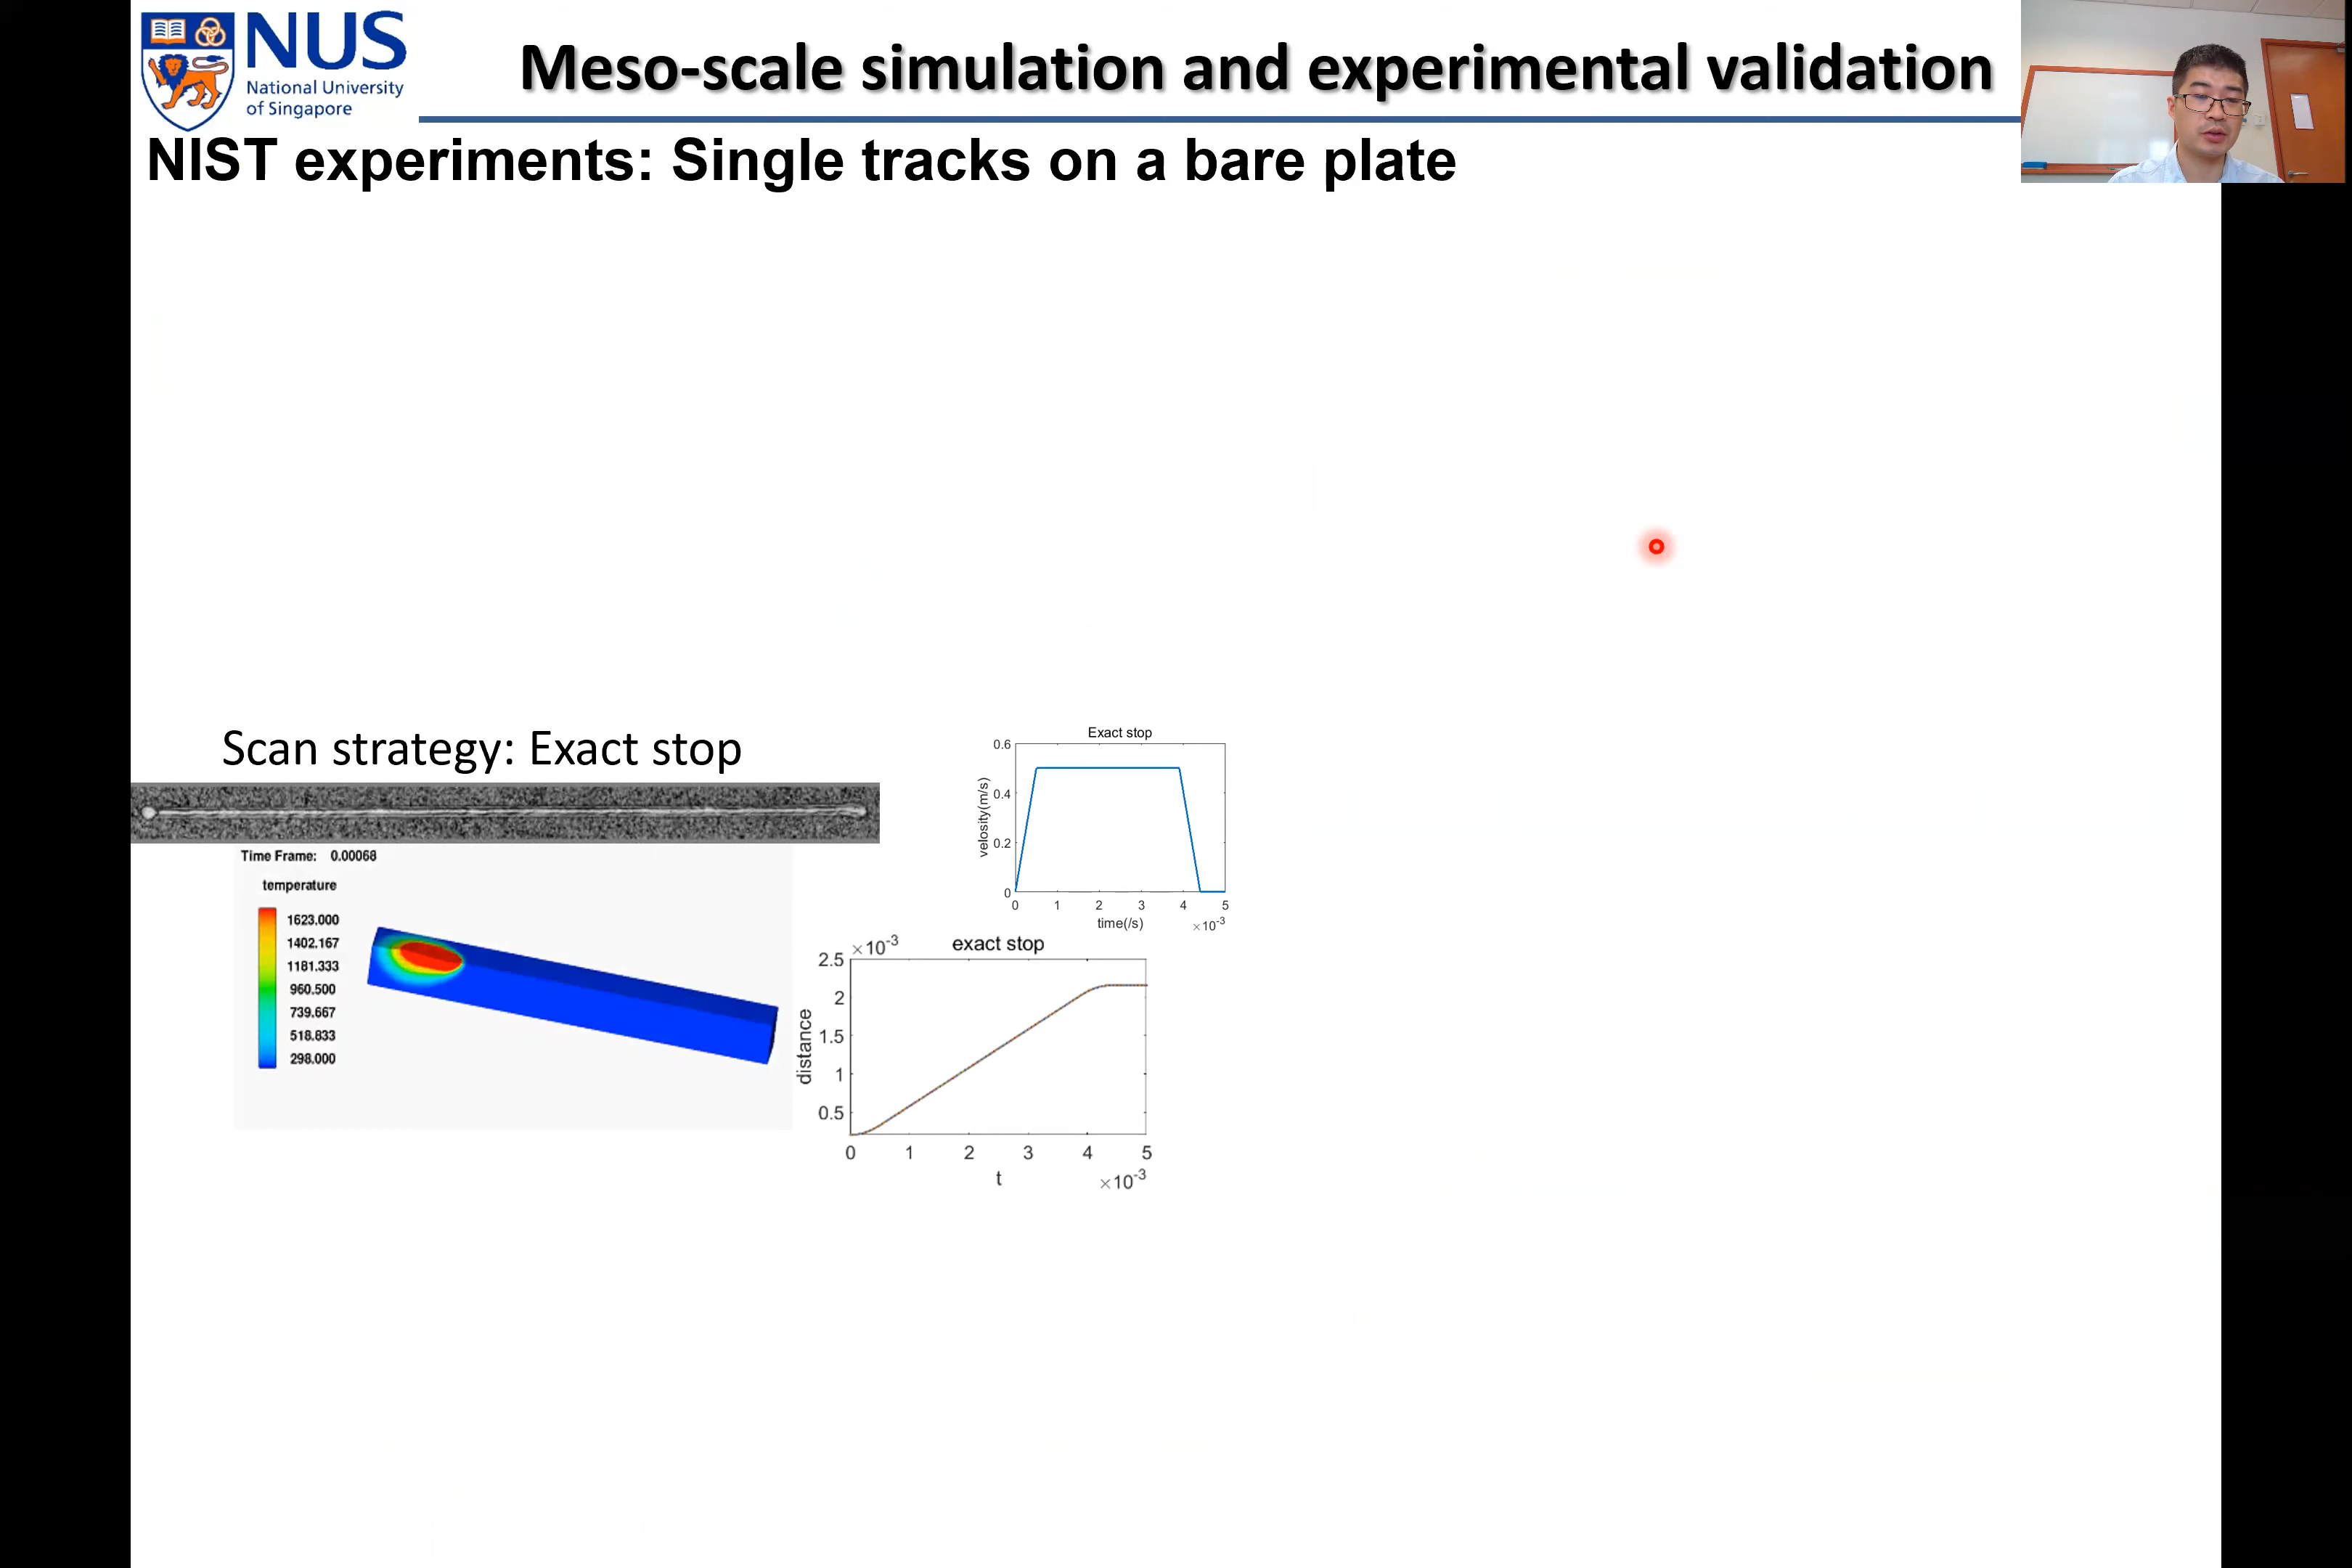 NUS
National University
of Singapore
Meso-scale simulation and experimental validation
NIST experiments: Single tracks on a bare plate
Scan strategy: Exact stop
Time Frame: 0.00068
temperature
1623.000
1402.167
1181.333
960.500
739.667
518.833
298.000
Exact stop
0.6
0.4
0.2
0
velosity(m/s)
0 1 2 3 4 5
time(/s)
×10-3
×10-3
exact stop
2.5
2
1.5
1
0.5
distance
0 1 2 3 4 5
t
×10-3